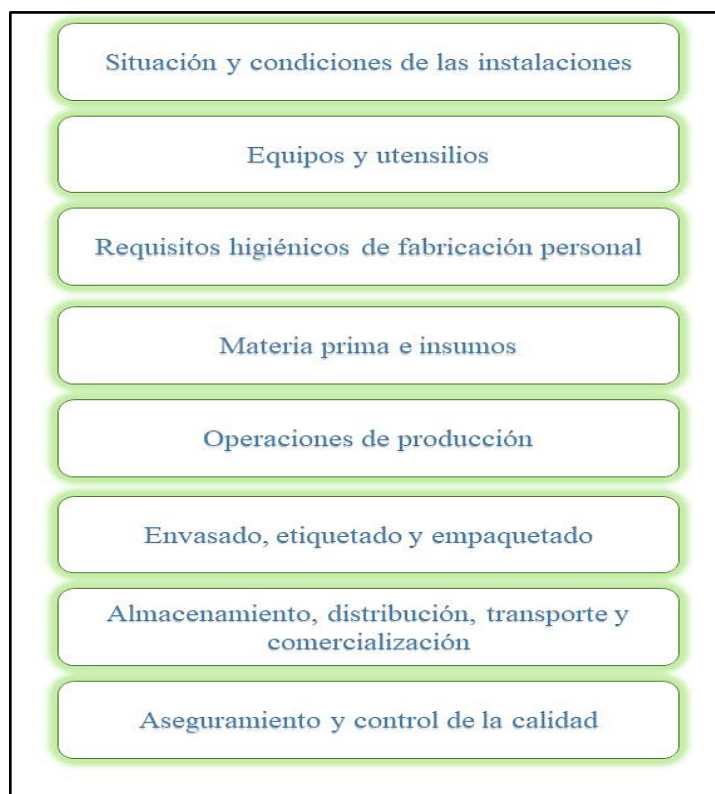 Situación y condiciones de las instalaciones
Equipos y utensilios
Requisitos higiénicos de fabricación personal
Materia prima e insumos
Operaciones de producción
Envasado, etiquetado y empaquetado
Almacenamiento, distribución, transporte y
comercialización
Aseguramiento y control de la calidad